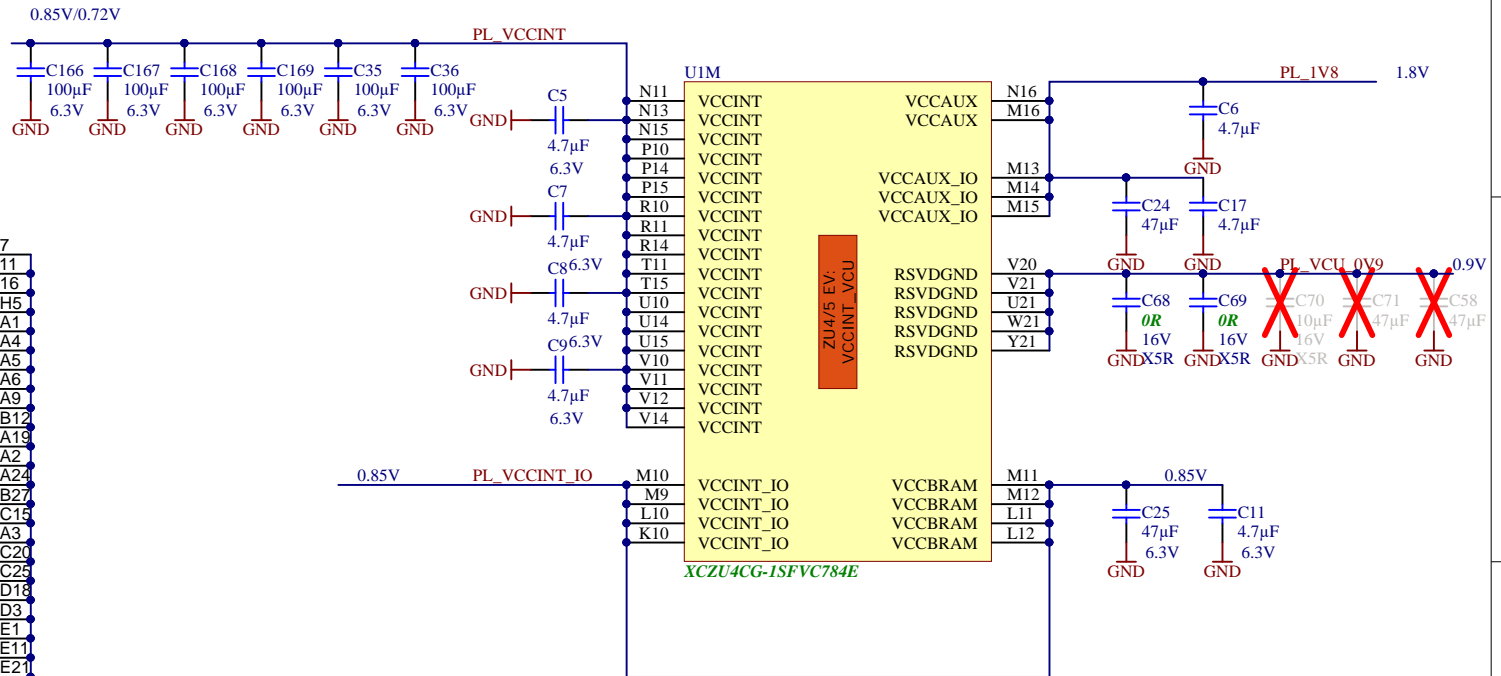 0.85V/0.72V
PL_VCCINT
C166
100µF
6.3V
GND
C167
100µF
6.3V
GND
C168
100µF
6.3V
GND
C169
100µF
6.3V
GND
C35
100µF
6.3V
GND
C36
100µF
6.3V
GND
C5
GND
4.7µF
6.3V
C7
GND
4.7µF
6.3V
C8
GND
4.7µF
6.3V
C9
GND
4.7µF
6.3V
U1M
N11 VCCINT
N13 VCCINT
N15 VCCINT
P10 VCCINT
P14 VCCINT
P15 VCCINT
R10 VCCINT
R11 VCCINT
R14 VCCINT
T11 VCCINT
T15 VCCINT
U10 VCCINT
U14 VCCINT
U15 VCCINT
V10 VCCINT
V11 VCCINT
V12 VCCINT
V14 VCCINT
0.85V PL_VCCINT_IO
M10 VCCINT_IO
M9 VCCINT_IO
L10 VCCINT_IO
K10 VCCINT_IO
ZU4/5 EV:
VCCINT_VCU
VCCAUX N16
VCCAUX M16
VCCAUX_IO M13
VCCAUX_IO M14
VCCAUX_IO M15
RSVDGND V20
RSVDGND V21
RSVDGND U21
RSVDGND W21
RSVDGND Y21
VCCBRAM M11
VCCBRAM M12
VCCBRAM L11
VCCBRAM L12
XCZU4CG-1SFVC784E
PL_1V8 1.8V
C6
4.7µF
GND
C24
47µF
GND
C17
4.7µF
GND
PL_VCU_0V9 0.9V
C68
0R
16V
X5R
GND
C69
0R
16V
X5R
GND
C70
10µF
16V
X5R
GND
C71
47µF
GND
C58
47µF
GND
0.85V
C25
47µF
6.3V
GND
C11
4.7µF
6.3V
GND
7
11
16
H5
A1
A4
A5
A6
A9
B12
A19
A2
A24
B27
C15
A3
C20
C25
D18
D3
E1
E11
E21